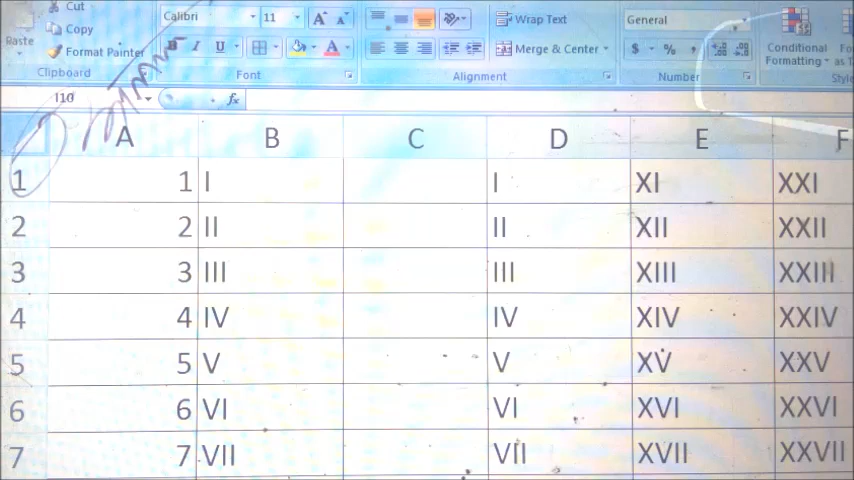 Cut
Calibri 11 A A Wrap Text General
Copy
Paste
Format Painter B I U A Merge & Center $ % , Conditional
Formatting as T
Clipboard Font Alignment Number Style
I10 fx
A B C D E F
1 1 I I XI XXI
2 2 II II XII XXII
3 3 III III XIII XXIII
4 4 IV IV XIV XXIV
5 5 V V XV XXV
6 6 VI VI XVI XXVI
7 7 VII VII XVII XXVII